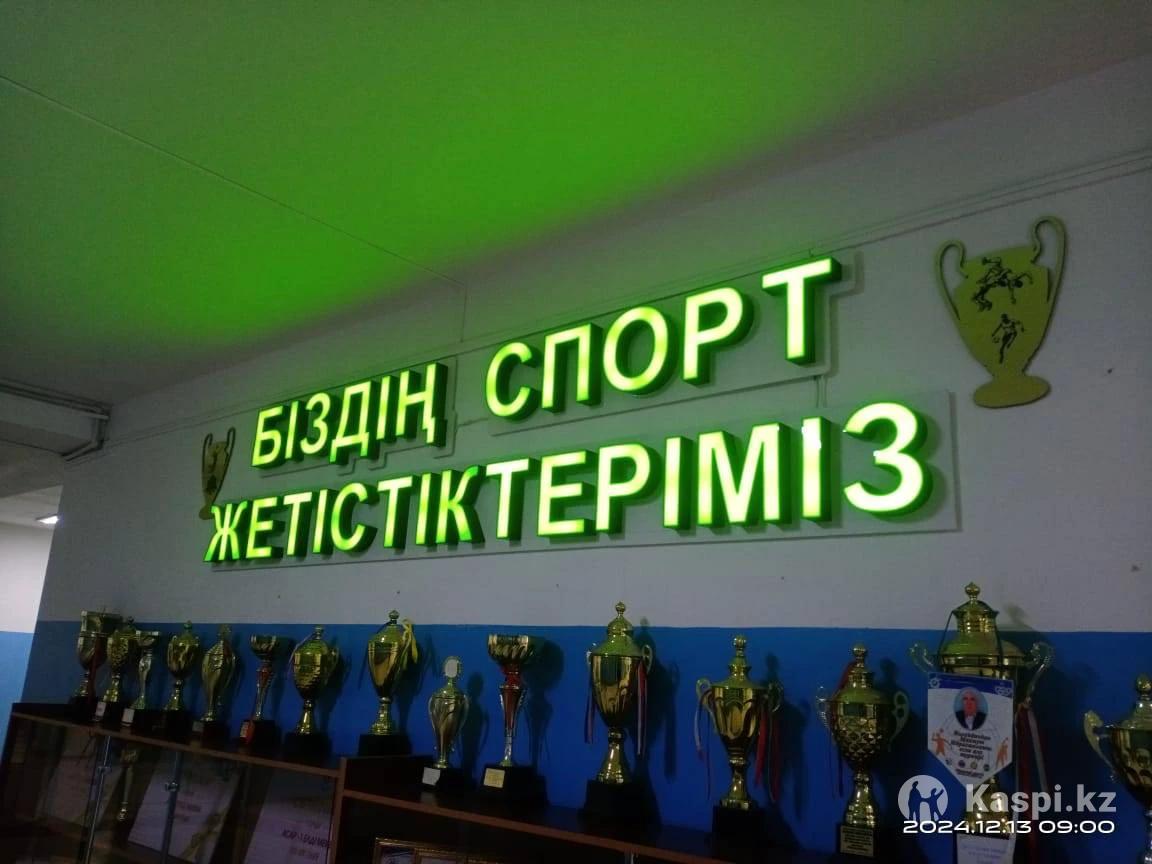 БІЗДІҢ СПОРТ
ЖЕТІСТІКТЕРІМІЗ
Kaspi.kz
2024.12.13 09:00